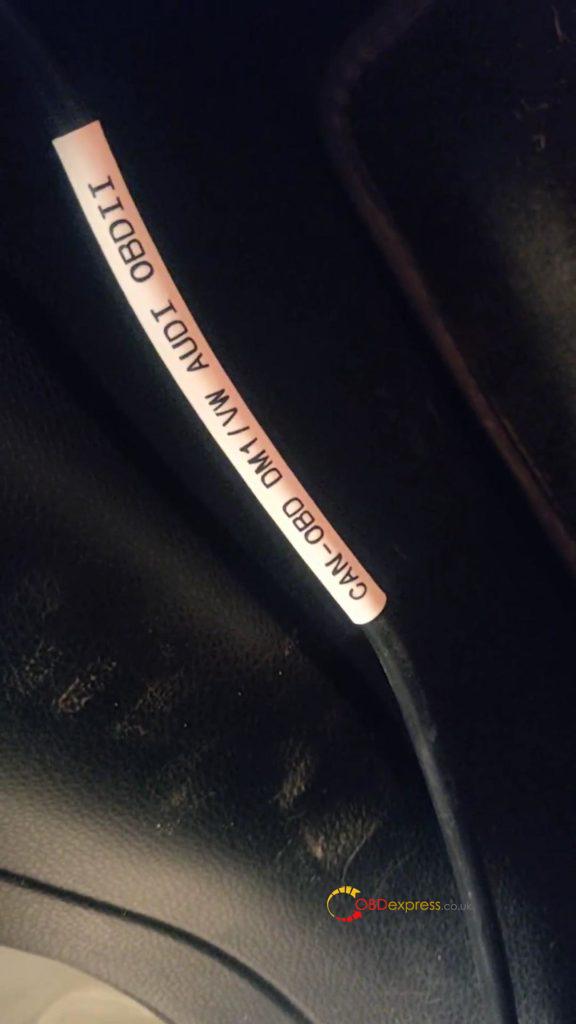 CAN-OBD DM1/VW AUDI OBDII
OBDexpress.co.uk